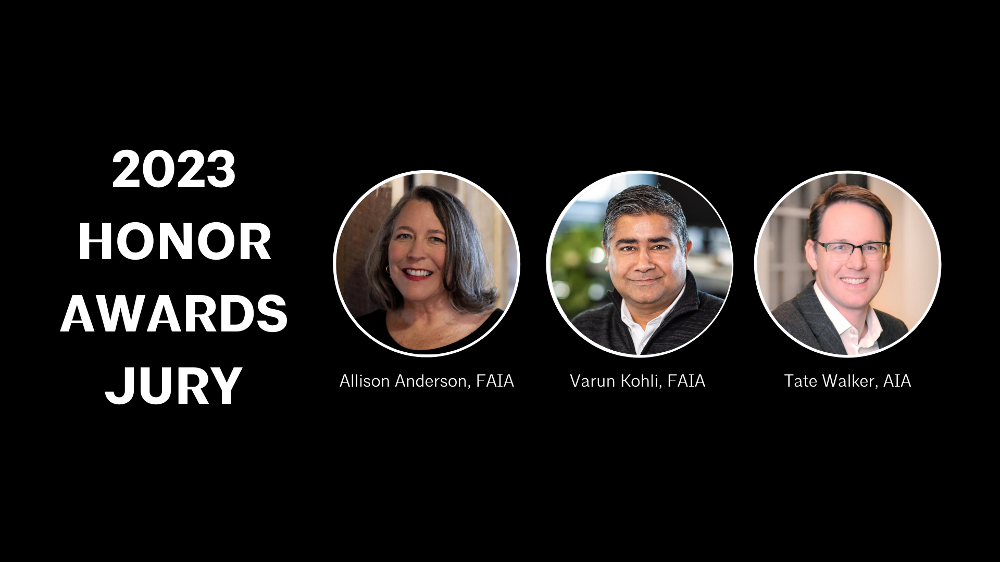 2023
HONOR
AWARDS
JURY
Allison Anderson, FAIA
Varun Kohli, FAIA
Tate Walker, AIA